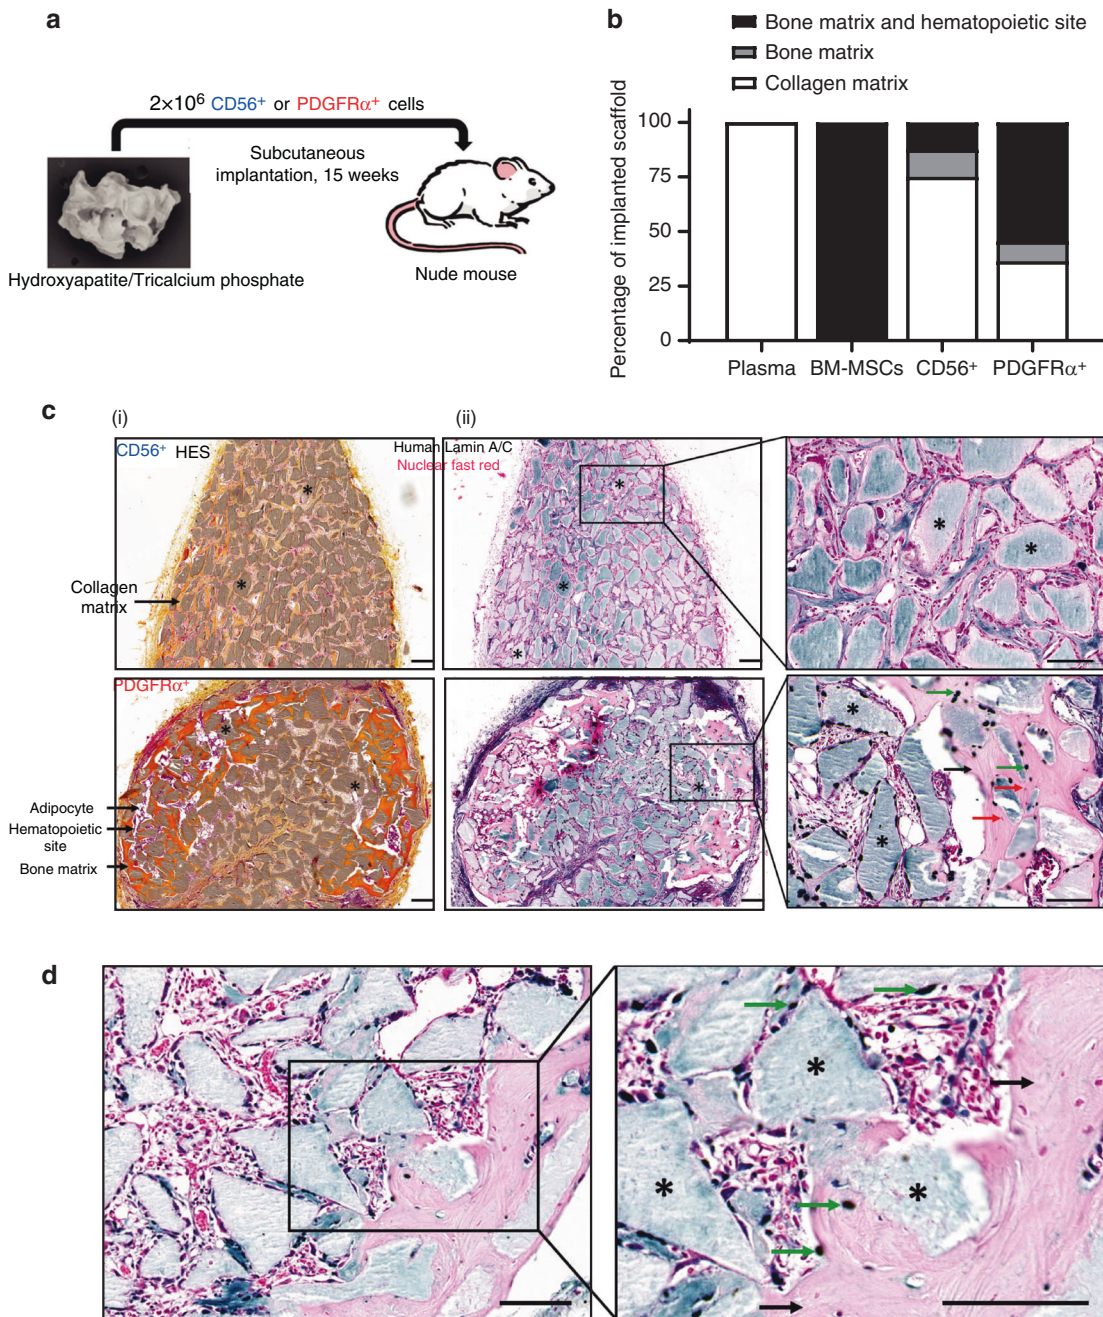 a
2×10⁶ CD56⁺ or PDGFRα⁺ cells
Subcutaneous
implantation, 15 weeks
Hydroxyapatite/Tricalcium phosphate
Nude mouse
b
Bone matrix and hematopoietic site
Bone matrix
Collagen matrix
Percentage of implanted scaffold
100
75
50
25
0
Plasma BM-MSCs CD56⁺ PDGFRα⁺
c
(i)
(ii)
CD56⁺ HES
Human Lamin A/C
Nuclear fast red
* * * * * * *
Collagen
matrix
PDGFRα⁺
* * * * *
Adipocyte
Hematopoietic
site
Bone matrix
d
* * *